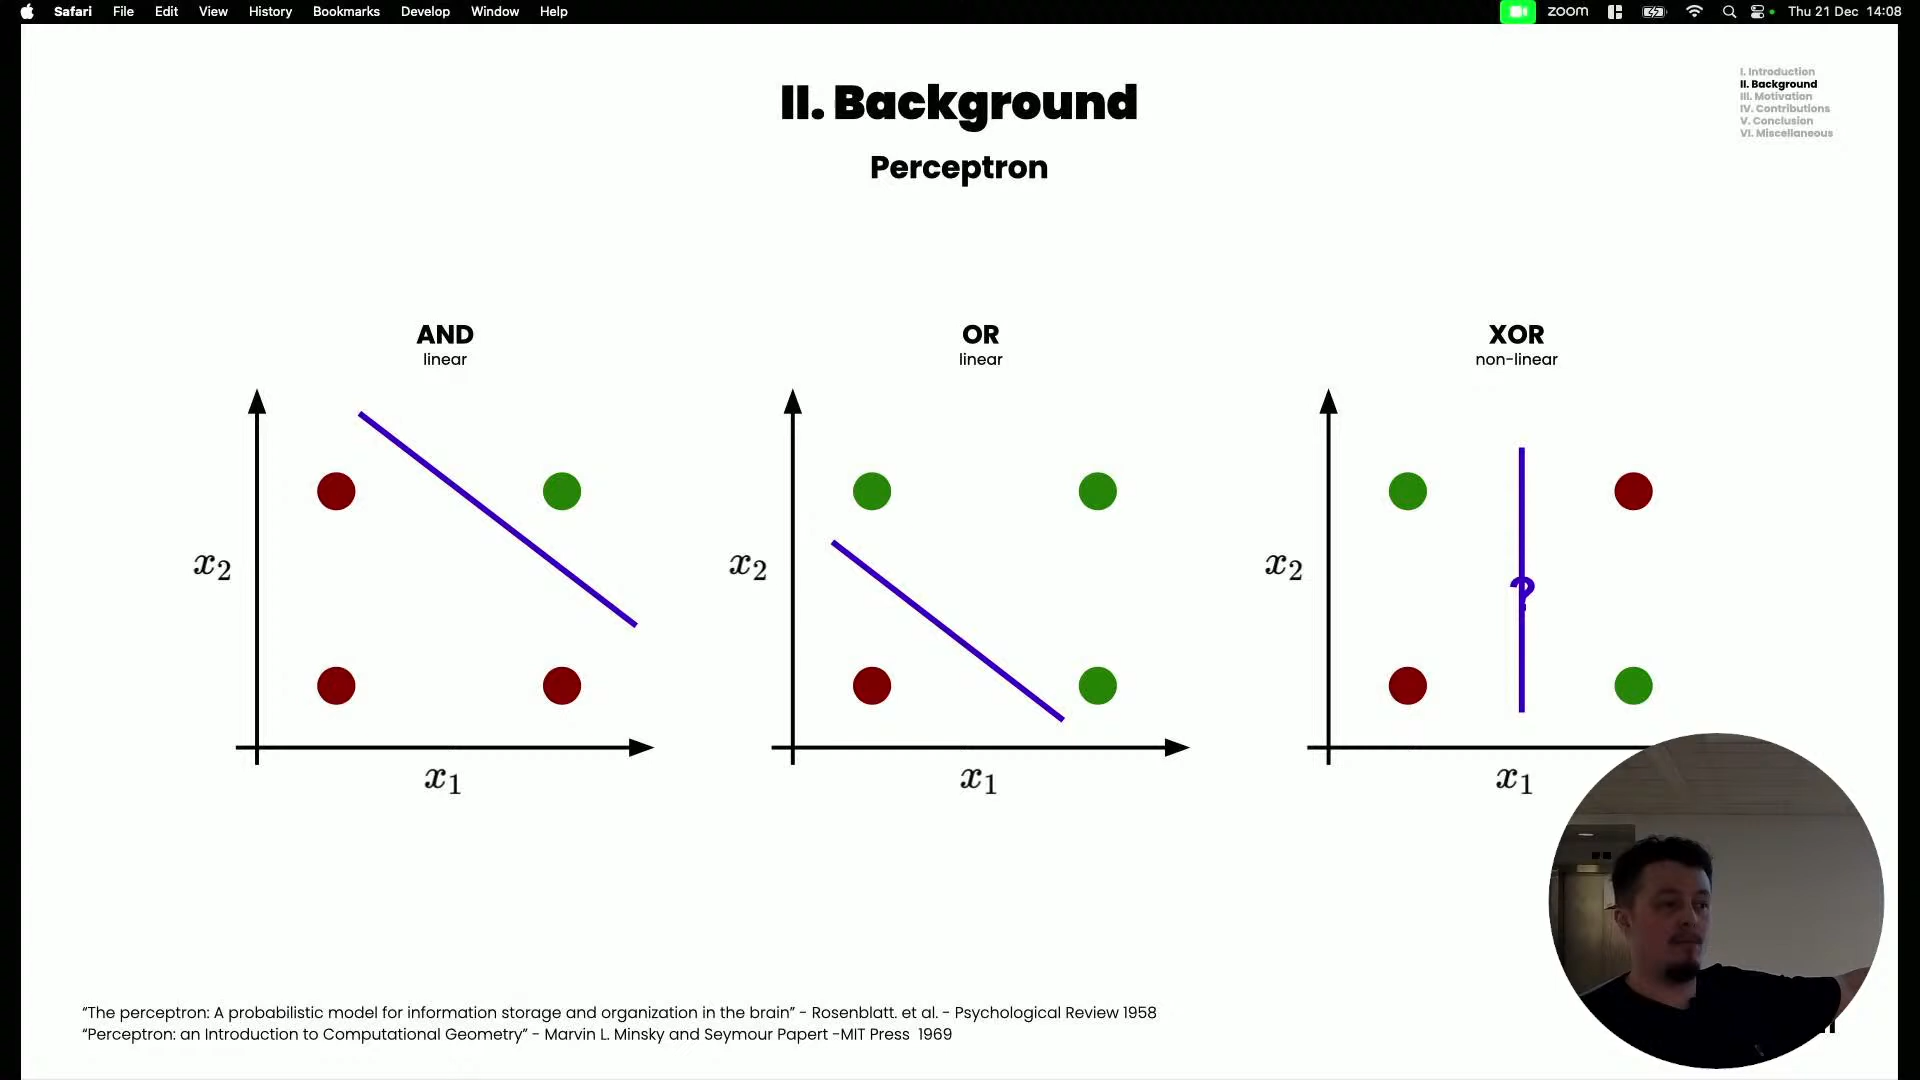 Safari File Edit View History Bookmarks Develop Window Help zoom Thu 21 Dec 14:08
I. Introduction
II. Background
III. Motivation
IV. Contributions
V. Conclusion
VI. Miscellaneous
II. Background
Perceptron
AND
linear
OR
linear
XOR
non-linear
x₂
x₂
x₂
?
x₁
x₁
x₁
“The perceptron: A probabilistic model for information storage and organization in the brain” - Rosenblatt. et al. - Psychological Review 1958
“Perceptron: an Introduction to Computational Geometry” - Marvin L. Minsky and Seymour Papert -MIT Press 1969